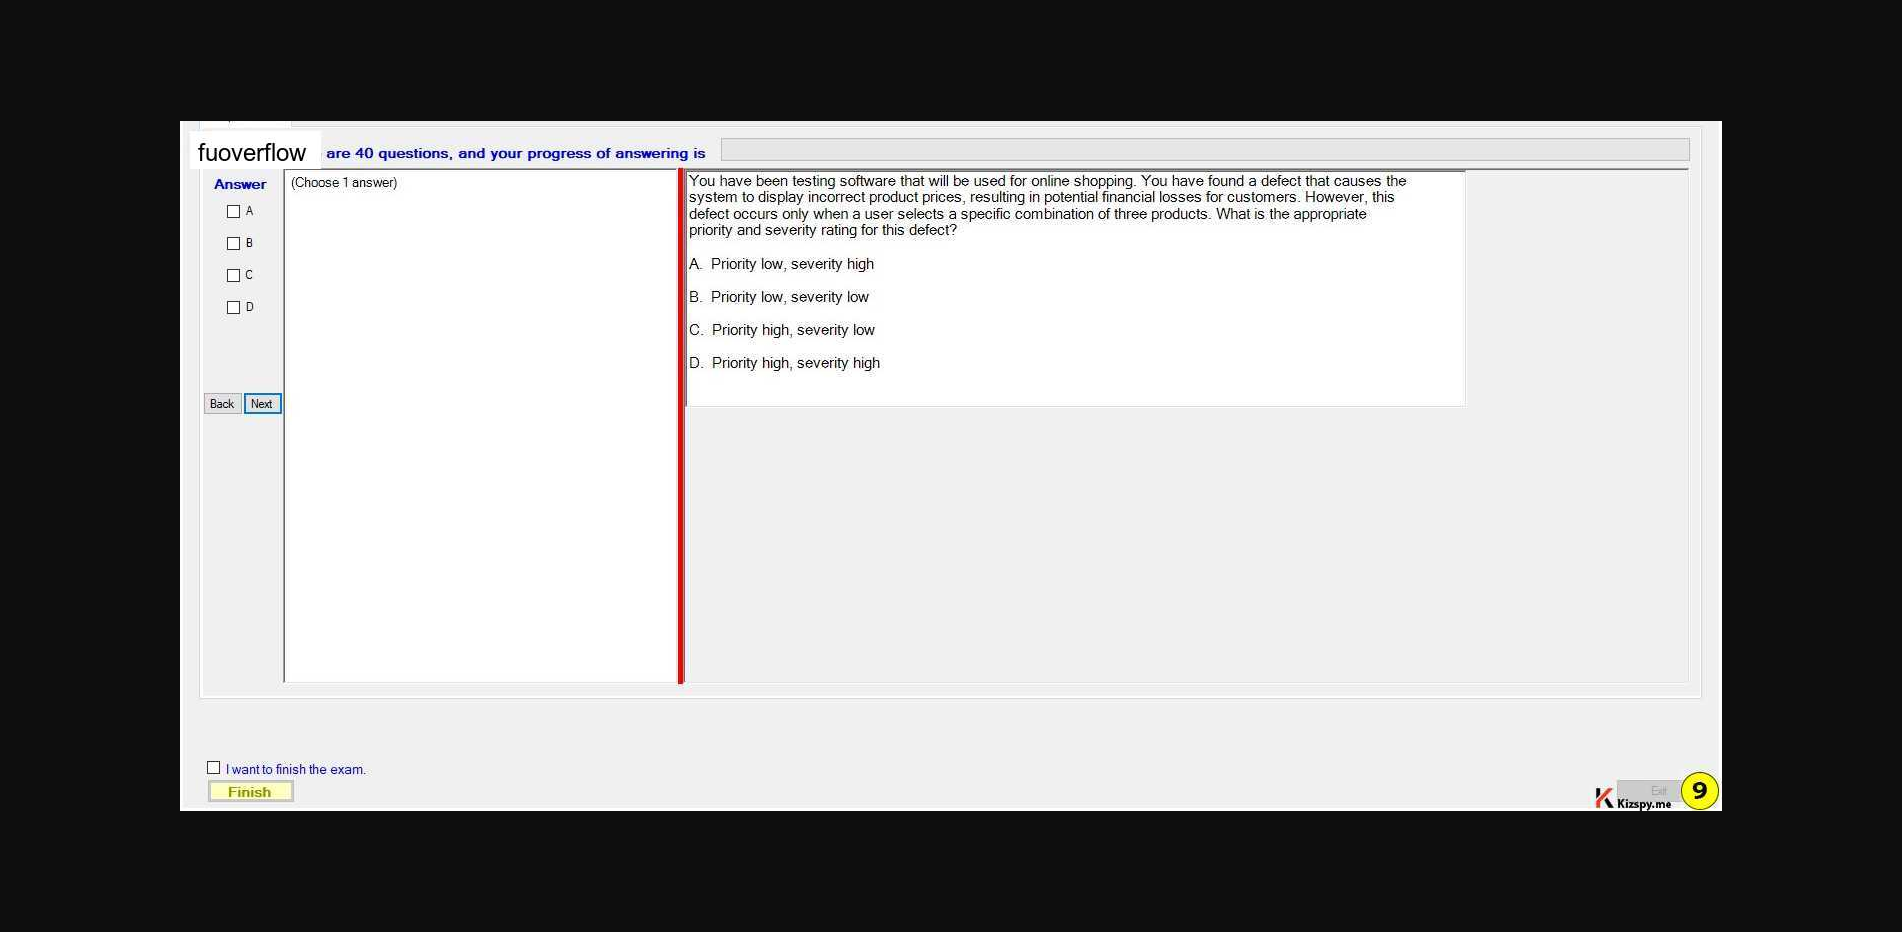 fuoverflow are 40 questions, and your progress of answering is
Answer
(Choose 1 answer)
A
B
C
D
Back Next
You have been testing software that will be used for online shopping. You have found a defect that causes the
system to display incorrect product prices, resulting in potential financial losses for customers. However, this
defect occurs only when a user selects a specific combination of three products. What is the appropriate
priority and severity rating for this defect?
A. Priority low, severity high
B. Priority low, severity low
C. Priority high, severity low
D. Priority high, severity high
I want to finish the exam.
Finish
Exit
Kizspy.me
9